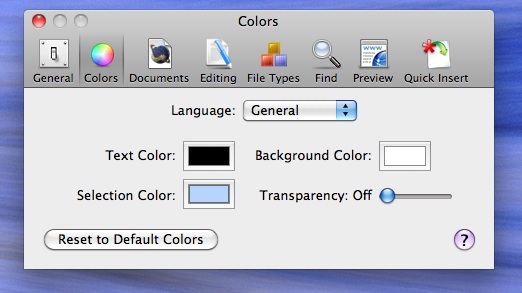 Colors
General Colors Documents Editing File Types Find Preview Quick Insert
Language: General
Text Color: Background Color:
Selection Color: Transparency: Off
Reset to Default Colors ?